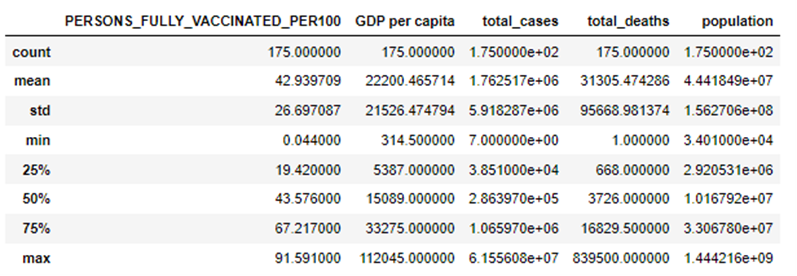 PERSONS_FULLY_VACCINATED_PER100 GDP per capita total_cases total_deaths population
count 175.000000 175.000000 1.750000e+02 175.000000 1.750000e+02
mean 42.939709 22200.465714 1.762517e+06 31305.474286 4.441849e+07
std 26.697087 21526.474794 5.918287e+06 95668.981374 1.562706e+08
min 0.044000 314.500000 7.000000e+00 1.000000 3.401000e+04
25% 19.420000 5387.000000 3.851000e+04 668.000000 2.920531e+06
50% 43.576000 15089.000000 2.863970e+05 3726.000000 1.016792e+07
75% 67.217000 33275.000000 1.065970e+06 16829.500000 3.306780e+07
max 91.591000 112045.000000 6.155608e+07 839500.000000 1.444216e+09